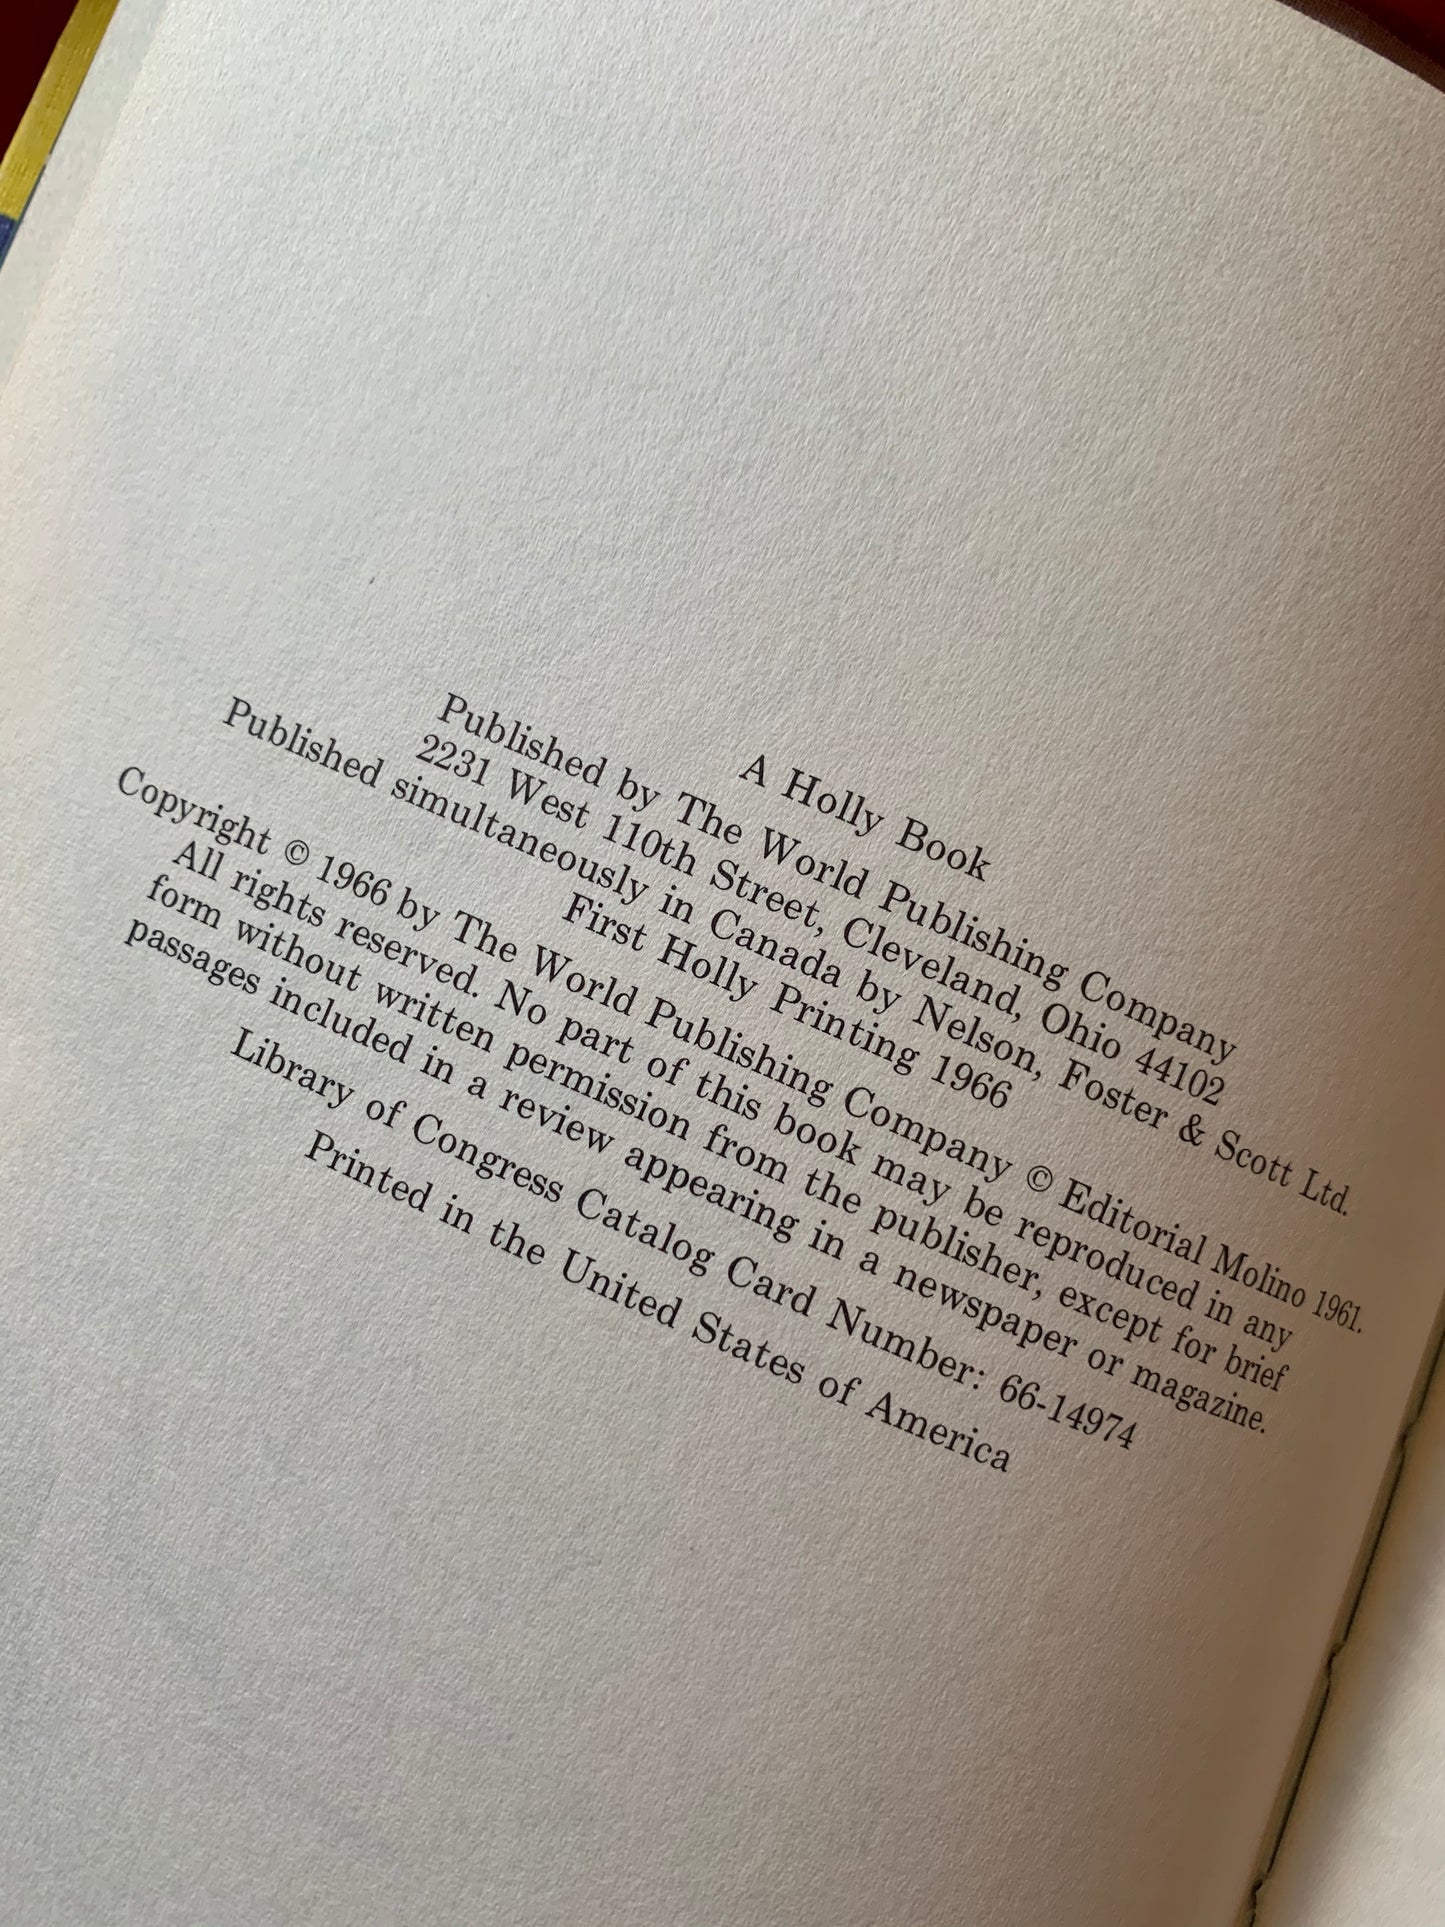 A Holly Book
Published by The World Publishing Company
2231 West 110th Street, Cleveland, Ohio 44102
Published simultaneously in Canada by Nelson, Foster & Scott Ltd.
First Holly Printing 1966
Copyright © 1966 by The World Publishing Company © Editorial Molino 1961.
All rights reserved. No part of this book may be reproduced in any
form without written permission from the publisher, except for brief
passages included in a review appearing in a newspaper or magazine.
Library of Congress Catalog Card Number: 66-14974
Printed in the United States of America